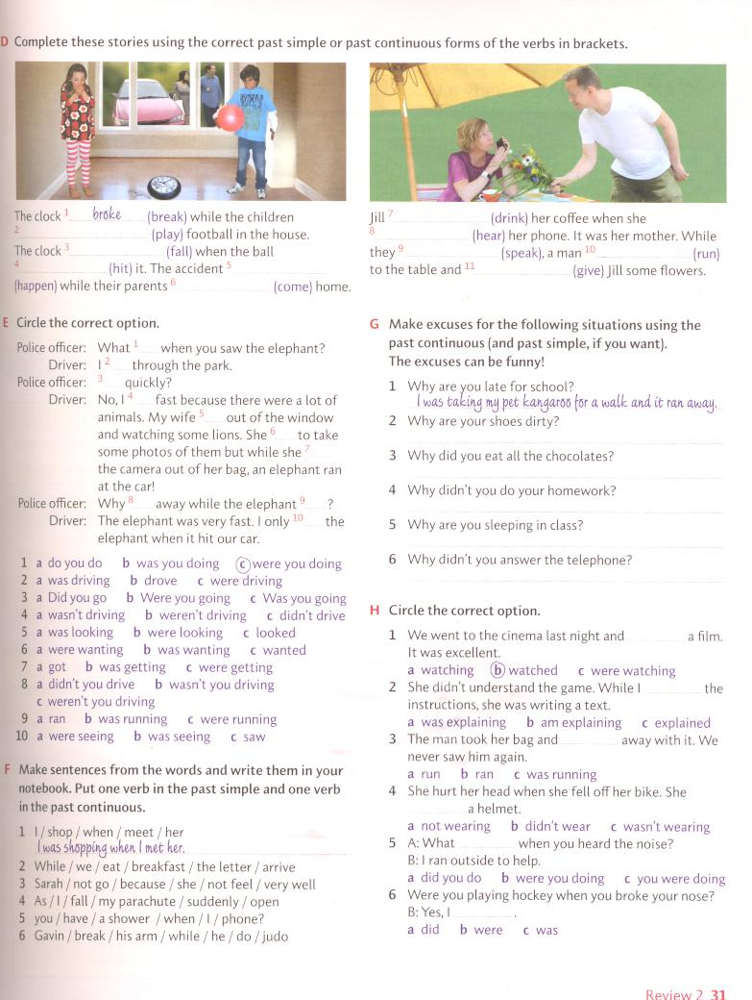 D Complete these stories using the correct past simple or past continuous forms of the verbs in brackets.
The clock 1 broke (break) while the children
2 (play) football in the house.
The clock 3 (fall) when the ball
4 (hit) it. The accident 5
(happen) while their parents 6 (come) home.
Jill 7 (drink) her coffee when she
8 (hear) her phone. It was her mother. While
they 9 (speak), a man 10 (run)
to the table and 11 (give) Jill some flowers.
E Circle the correct option.
Police officer: What 1 when you saw the elephant?
Driver: I 2 through the park.
Police officer: 3 quickly?
Driver: No, I 4 fast because there were a lot of
animals. My wife 5 out of the window
and watching some lions. She 6 to take
some photos of them but while she 7
the camera out of her bag, an elephant ran
at the car!
Police officer: Why 8 away while the elephant 9 ?
Driver: The elephant was very fast. I only 10 the
elephant when it hit our car.
1 a do you do b was you doing c were you doing
2 a was driving b drove c were driving
3 a Did you go b Were you going c Was you going
4 a wasn't driving b weren't driving c didn't drive
5 a was looking b were looking c looked
6 a were wanting b was wanting c wanted
7 a got b was getting c were getting
8 a didn't you drive b wasn't you driving
c weren't you driving
9 a ran b was running c were running
10 a were seeing b was seeing c saw
F Make sentences from the words and write them in your
notebook. Put one verb in the past simple and one verb
in the past continuous.
1 I / shop / when / meet / her
I was shopping when I met her.
2 While / we / eat / breakfast / the letter / arrive
3 Sarah / not go / because / she / not feel / very well
4 As / I / fall / my parachute / suddenly / open
5 you / have / a shower / when / I / phone?
6 Gavin / break / his arm / while / he / do / judo
G Make excuses for the following situations using the
past continuous (and past simple, if you want).
The excuses can be funny!
1 Why are you late for school?
I was taking my pet kangaroo for a walk and it ran away.
2 Why are your shoes dirty?
3 Why did you eat all the chocolates?
4 Why didn't you do your homework?
5 Why are you sleeping in class?
6 Why didn't you answer the telephone?
H Circle the correct option.
1 We went to the cinema last night and a film.
It was excellent.
a watching b watched c were watching
2 She didn't understand the game. While I the
instructions, she was writing a text.
a was explaining b am explaining c explained
3 The man took her bag and away with it. We
never saw him again.
a run b ran c was running
4 She hurt her head when she fell off her bike. She
a helmet.
a not wearing b didn't wear c wasn't wearing
5 A: What when you heard the noise?
B: I ran outside to help.
a did you do b were you doing c you were doing
6 Were you playing hockey when you broke your nose?
B: Yes, I .
a did b were c was
Review 2 31